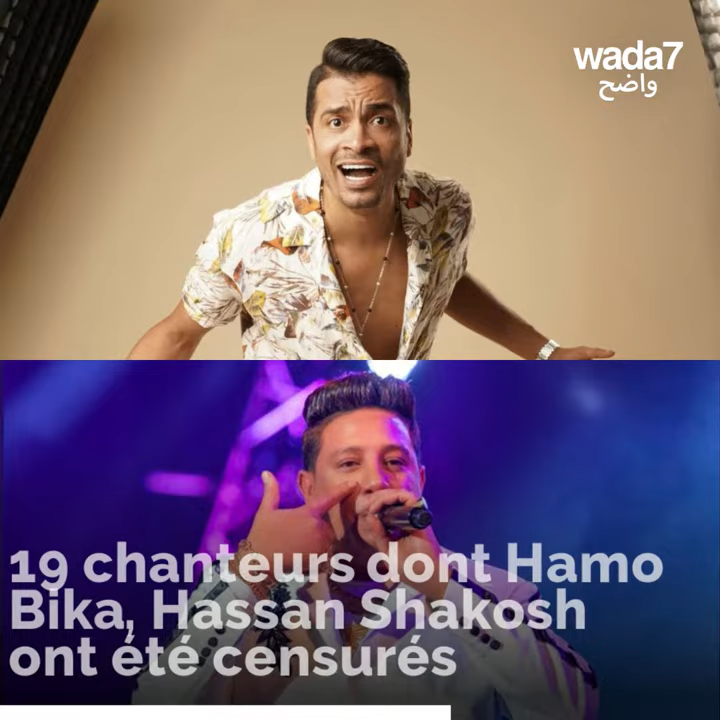 wada7
واضح
19 chanteurs dont Hamo
Bika, Hassan Shakosh
ont été censurés